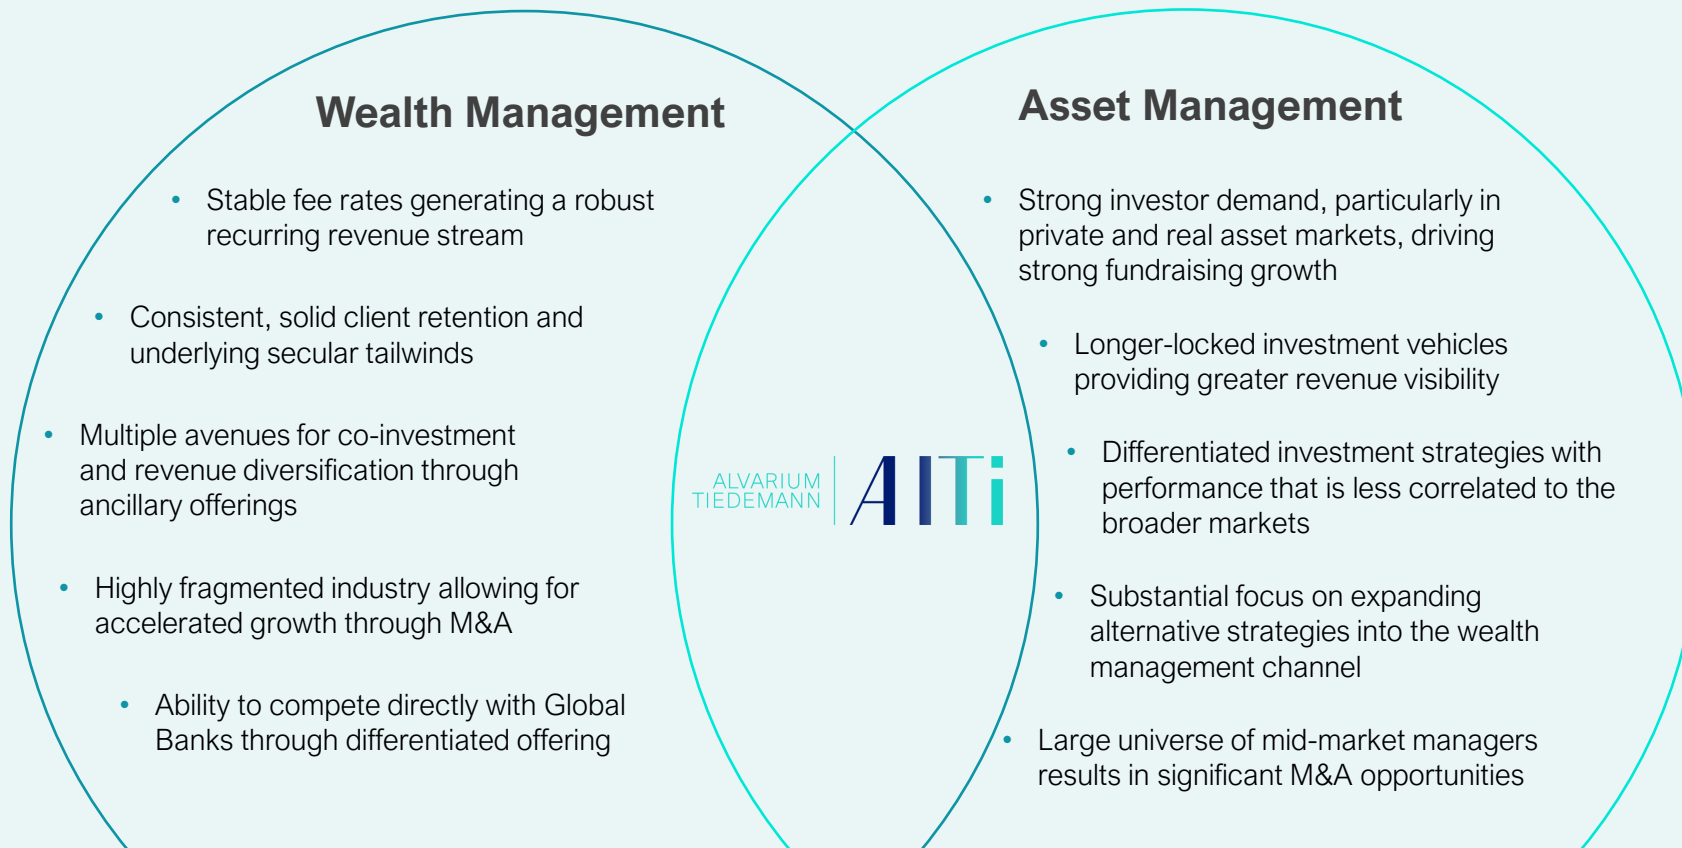 Wealth Management
• Stable fee rates generating a robust
recurring revenue stream
• Consistent, solid client retention and
underlying secular tailwinds
• Multiple avenues for co-investment
and revenue diversification through
ancillary offerings
• Highly fragmented industry allowing for
accelerated growth through M&A
• Ability to compete directly with Global
Banks through differentiated offering
ALVARIUM
TIEDEMANN
AlTi
Asset Management
• Strong investor demand, particularly in
private and real asset markets, driving
strong fundraising growth
• Longer-locked investment vehicles
providing greater revenue visibility
• Differentiated investment strategies with
performance that is less correlated to the
broader markets
• Substantial focus on expanding
alternative strategies into the wealth
management channel
• Large universe of mid-market managers
results in significant M&A opportunities